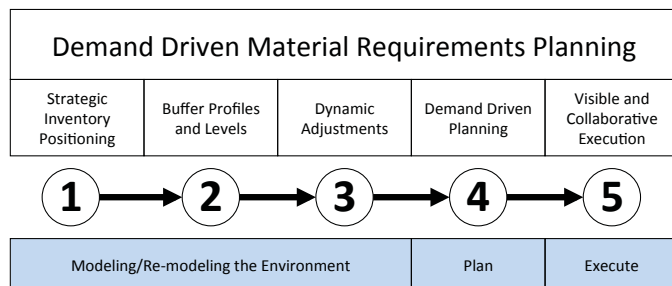 Demand Driven Material Requirements Planning
Strategic
Inventory
Positioning
Buffer Profiles
and Levels
Dynamic
Adjustments
Demand Driven
Planning
Visible and
Collaborative
Execution
1
2
3
4
5
Modeling/Re-modeling the Environment
Plan
Execute